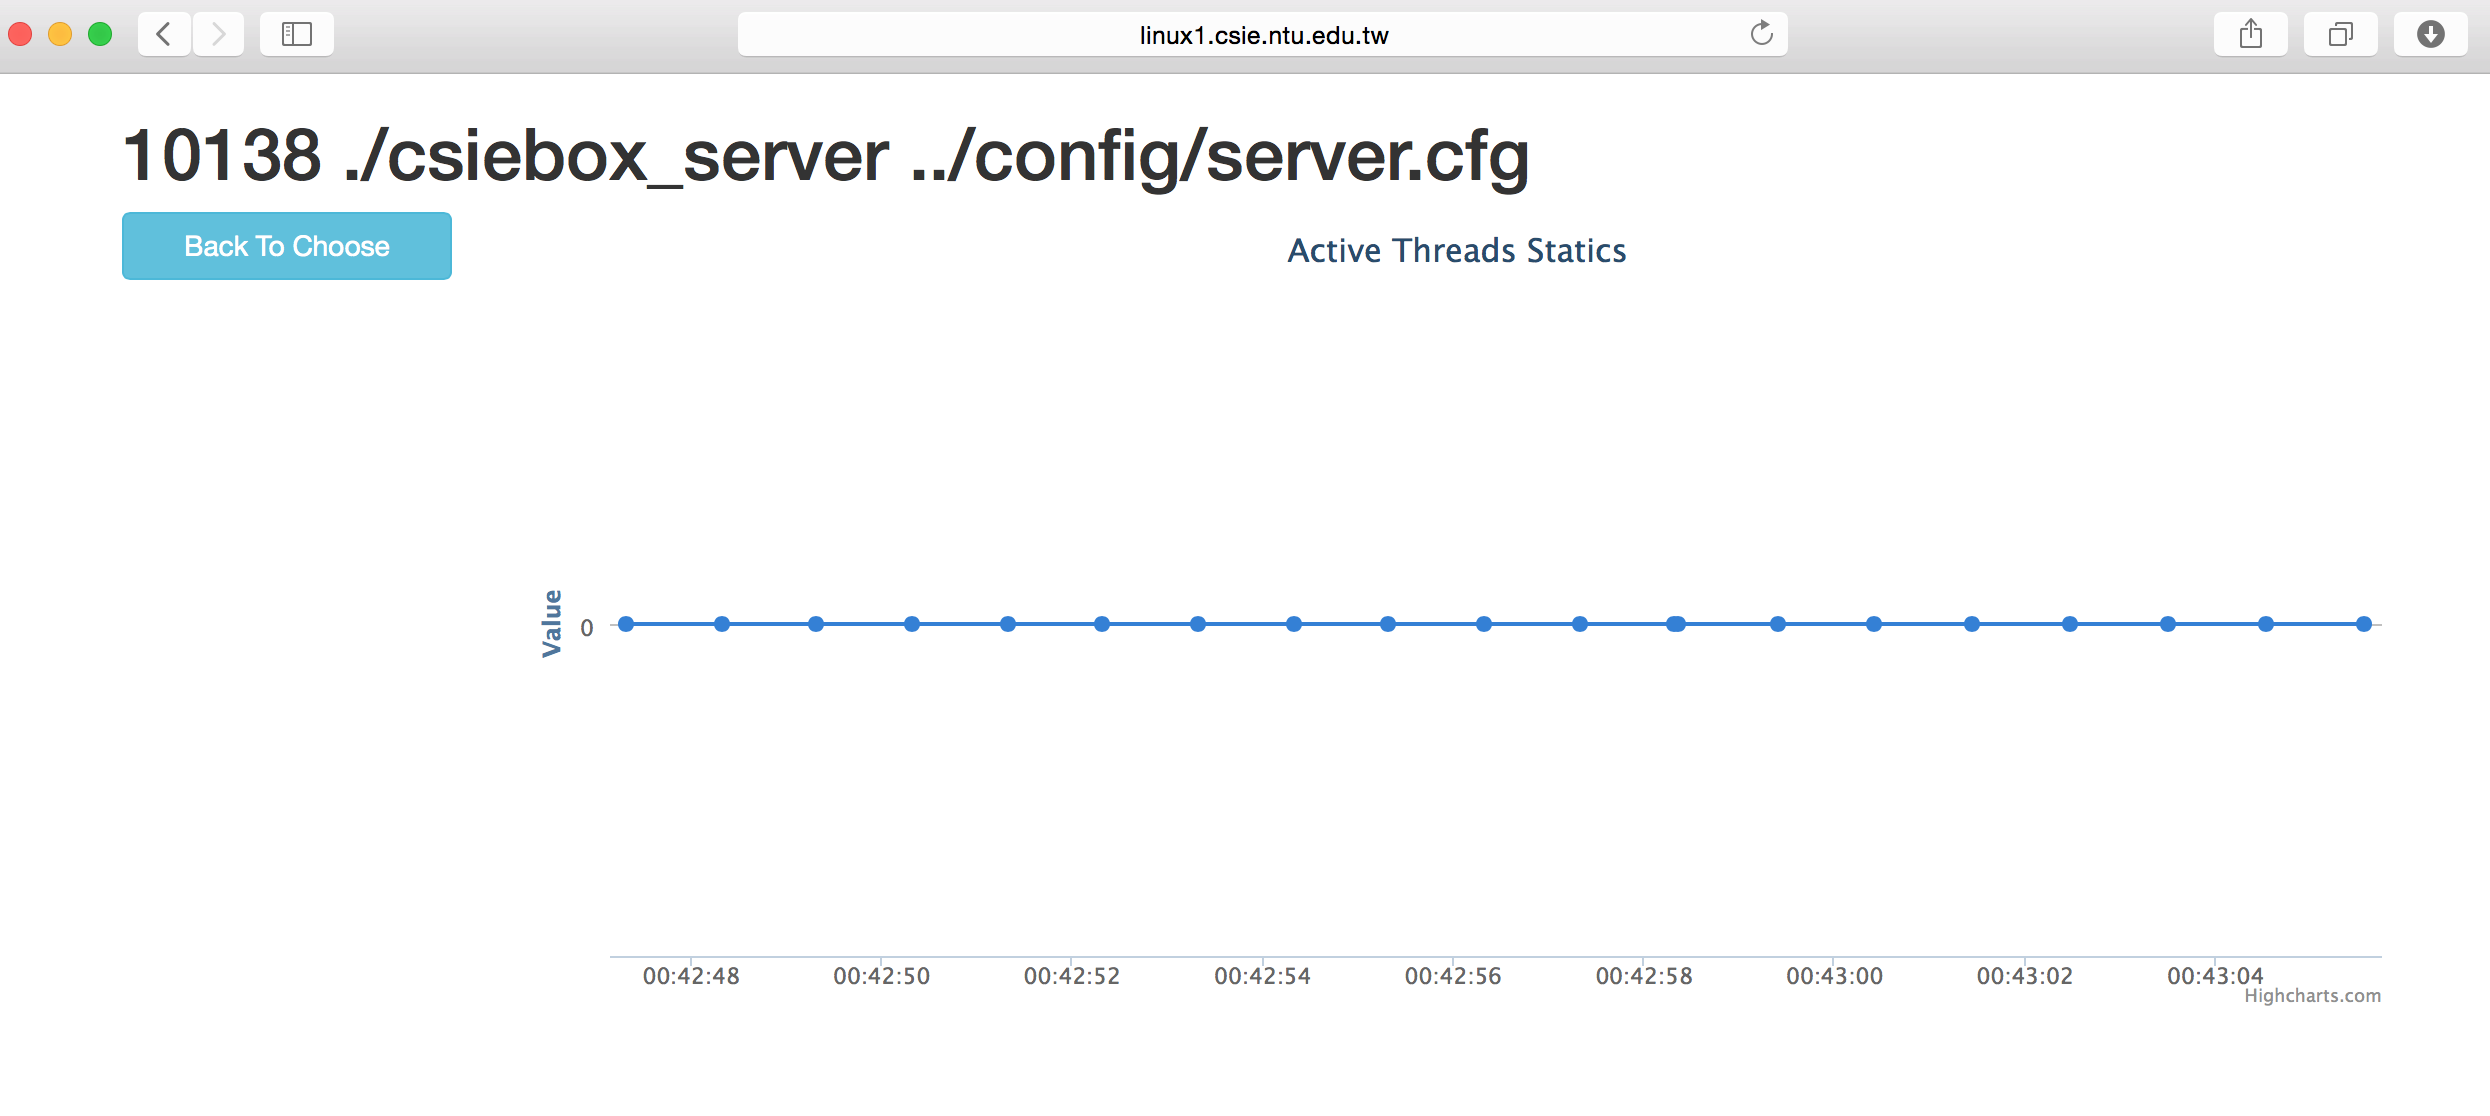 linux1.csie.ntu.edu.tw
10138 ./csiebox_server ../config/server.cfg
Back To Choose
Active Threads Statics
Value
0
00:42:48 00:42:50 00:42:52 00:42:54 00:42:56 00:42:58 00:43:00 00:43:02 00:43:04
Highcharts.com